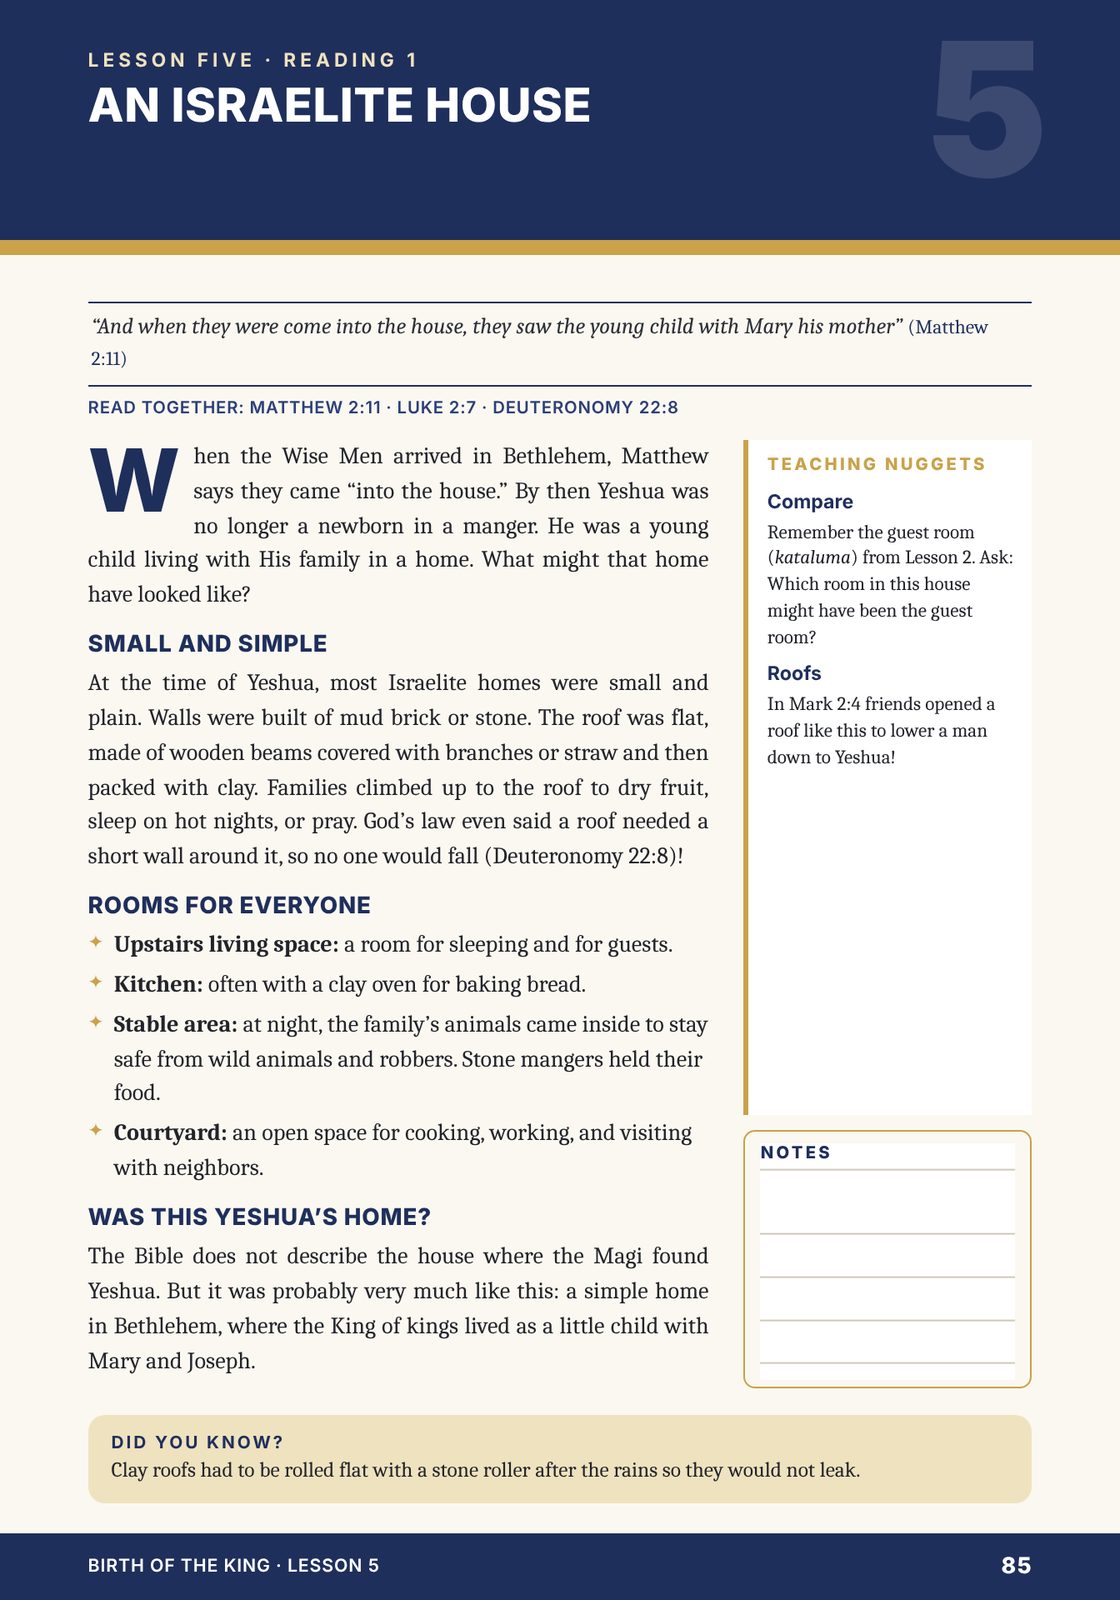 LESSON FIVE · READING 1
AN ISRAELITE HOUSE
5
“And when they were come into the house, they saw the young child with Mary his mother” (Matthew
2:11)
READ TOGETHER: MATTHEW 2:11 · LUKE 2:7 · DEUTERONOMY 22:8
When the Wise Men arrived in Bethlehem, Matthew
says they came “into the house.” By then Yeshua was
no longer a newborn in a manger. He was a young
child living with His family in a home. What might that home
have looked like?
SMALL AND SIMPLE
At the time of Yeshua, most Israelite homes were small and
plain. Walls were built of mud brick or stone. The roof was flat,
made of wooden beams covered with branches or straw and then
packed with clay. Families climbed up to the roof to dry fruit,
sleep on hot nights, or pray. God’s law even said a roof needed a
short wall around it, so no one would fall (Deuteronomy 22:8)!
ROOMS FOR EVERYONE
✦ Upstairs living space: a room for sleeping and for guests.
✦ Kitchen: often with a clay oven for baking bread.
✦ Stable area: at night, the family’s animals came inside to stay
safe from wild animals and robbers. Stone mangers held their
food.
✦ Courtyard: an open space for cooking, working, and visiting
with neighbors.
WAS THIS YESHUA’S HOME?
The Bible does not describe the house where the Magi found
Yeshua. But it was probably very much like this: a simple home
in Bethlehem, where the King of kings lived as a little child with
Mary and Joseph.
TEACHING NUGGETS
Compare
Remember the guest room
(kataluma) from Lesson 2. Ask:
Which room in this house
might have been the guest
room?
Roofs
In Mark 2:4 friends opened a
roof like this to lower a man
down to Yeshua!
NOTES
DID YOU KNOW?
Clay roofs had to be rolled flat with a stone roller after the rains so they would not leak.
BIRTH OF THE KING · LESSON 5
85